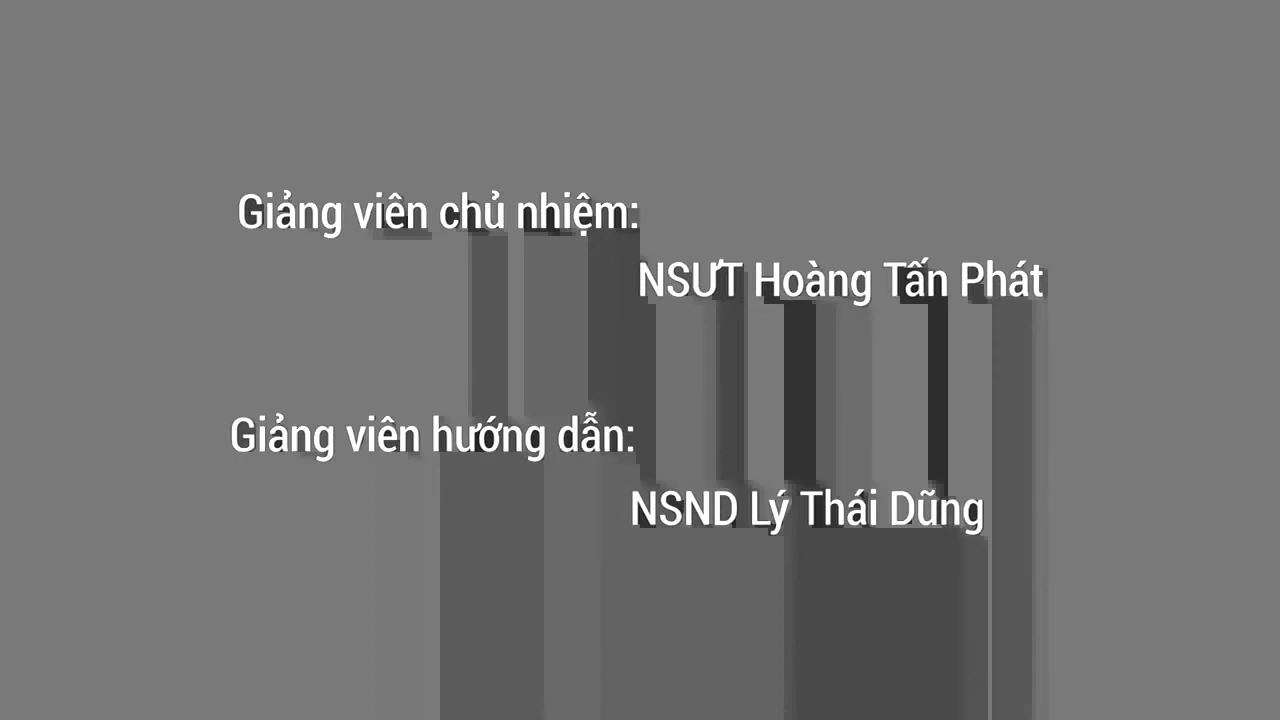 Giảng viên chủ nhiệm:
NSƯT Hoàng Tấn Phát
Giảng viên hướng dẫn:
NSND Lý Thái Dũng